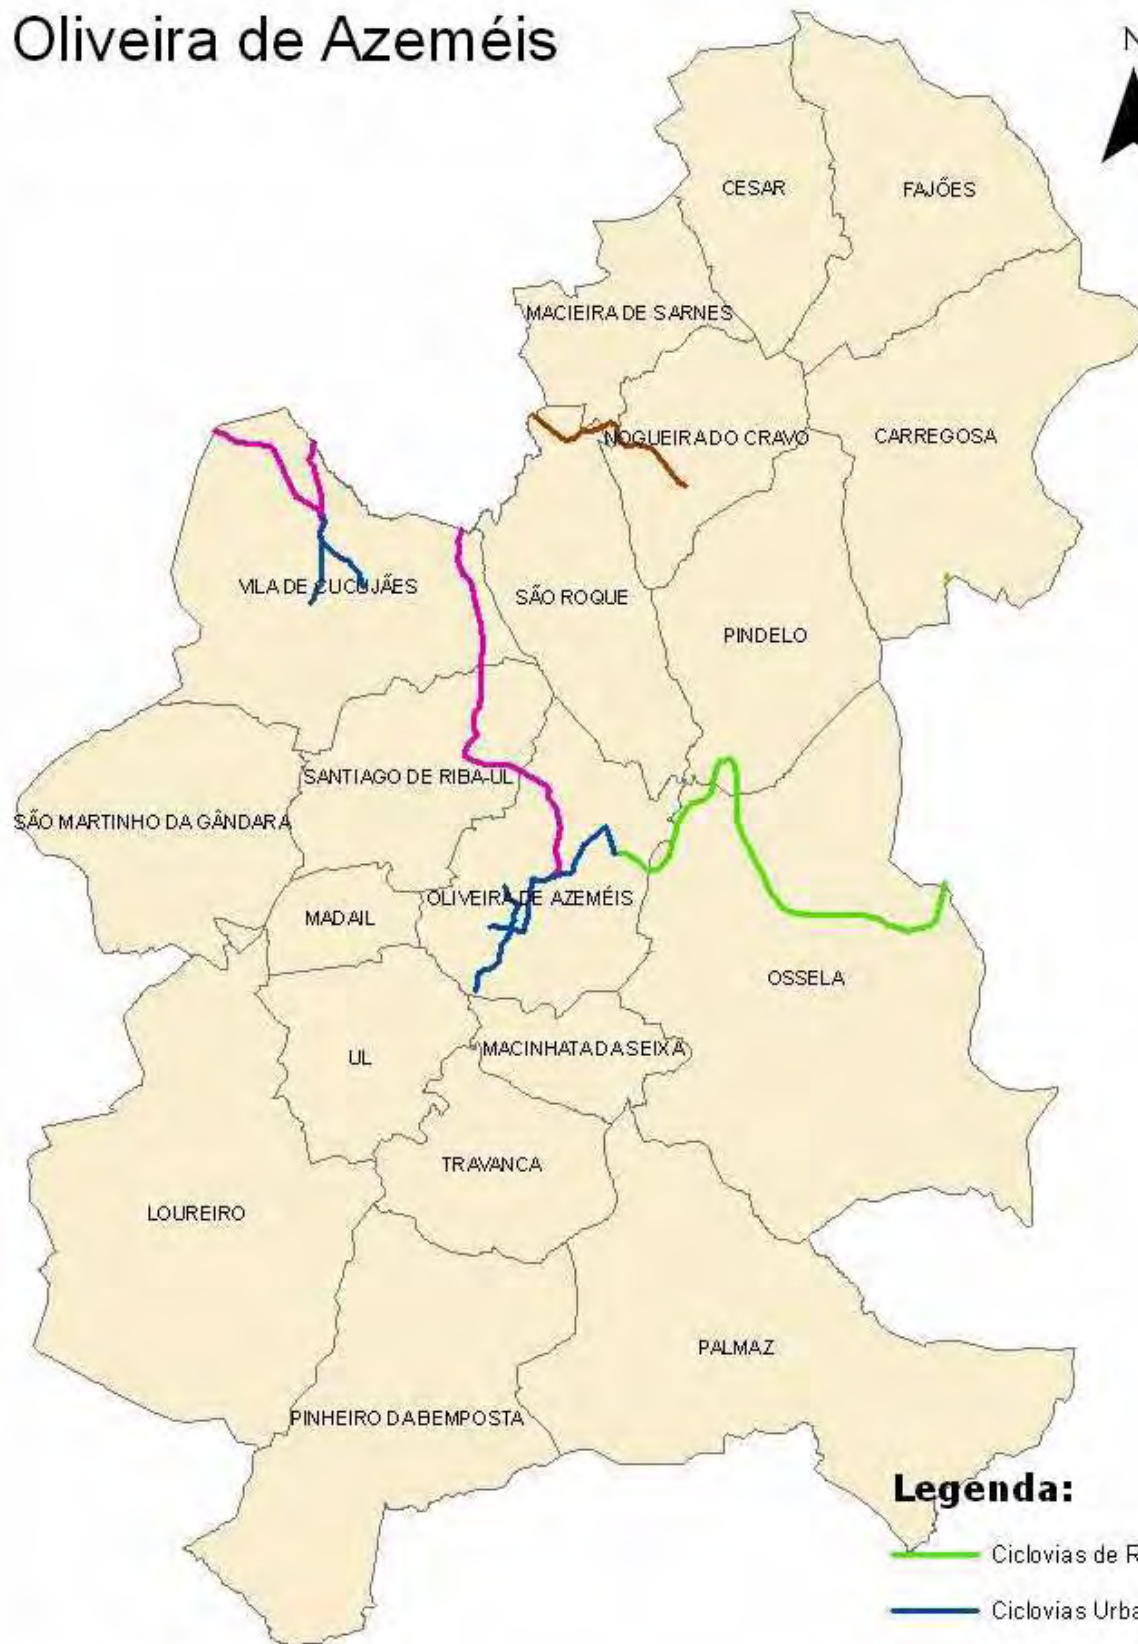 Oliveira de Azeméis
N
CESAR
FAJÕES
MACIEIRA DE SARNES
NOGUEIRA DO CRAVO
CARREGOSA
VILA DE CUCUJÃES
SÃO ROQUE
PINDELO
SANTIAGO DE RIBA-UL
SÃO MARTINHO DA GÂNDARA
OLIVEIRA DE AZEMÉIS
MADAIL
OSSELA
UL
MACINHATA DA SEIXA
TRAVANCA
LOUREIRO
PALMAZ
PINHEIRO DA BEMPOSTA
Legenda:
Ciclovias de R
Ciclovias Urba